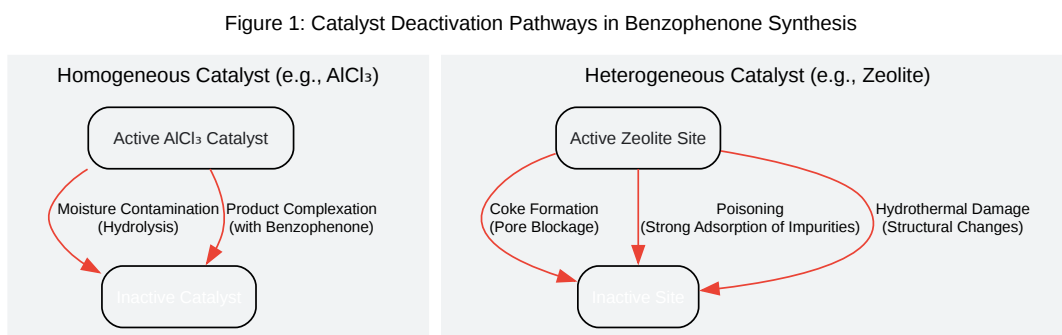 Figure 1: Catalyst Deactivation Pathways in Benzophenone Synthesis
Homogeneous Catalyst (e.g., AlCl₃)
Active AlCl₃ Catalyst
Moisture Contamination
(Hydrolysis)
Product Complexation
(with Benzophenone)
Inactive Catalyst
Heterogeneous Catalyst (e.g., Zeolite)
Active Zeolite Site
Coke Formation
(Pore Blockage)
Poisoning
(Strong Adsorption of Impurities)
Hydrothermal Damage
(Structural Changes)
Inactive Site